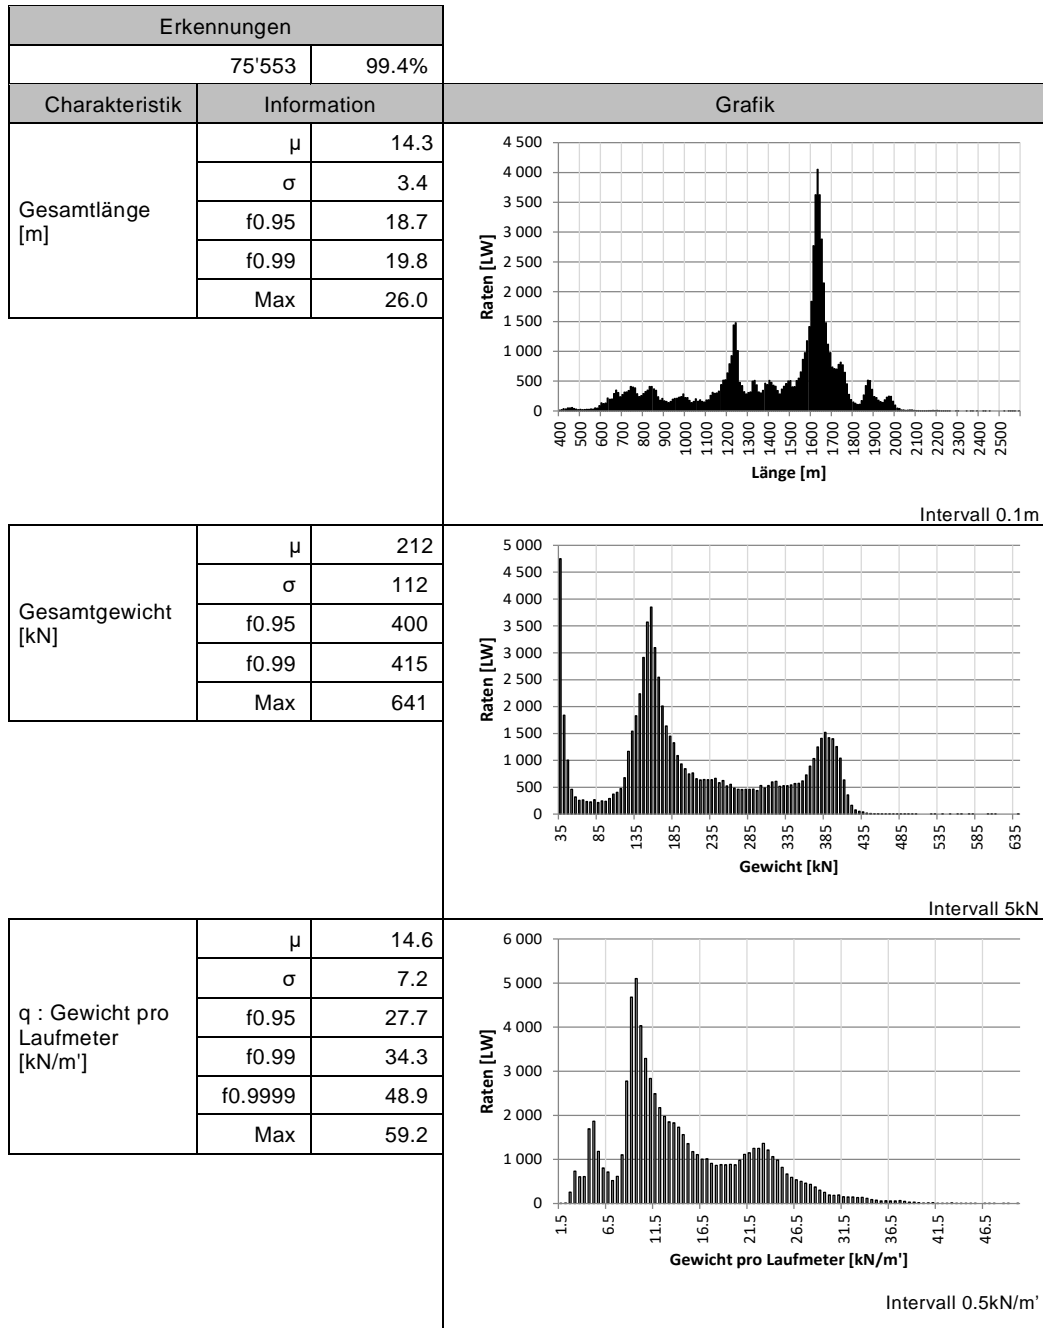 Erkennungen
75'553 99.4%
Charakteristik Information Grafik
Gesamtlänge
[m]
µ 14.3
σ 3.4
f0.95 18.7
f0.99 19.8
Max 26.0
Raten [LW]
4 500
4 000
3 500
3 000
2 500
2 000
1 500
1 000
500
0
400 500 600 700 800 900 1000 1100 1200 1300 1400 1500 1600 1700 1800 1900 2000 2100 2200 2300 2400 2500
Länge [m]
Intervall 0.1m
Gesamtgewicht
[kN]
µ 212
σ 112
f0.95 400
f0.99 415
Max 641
Raten [LW]
5 000
4 500
4 000
3 500
3 000
2 500
2 000
1 500
1 000
500
0
35 85 135 185 235 285 335 385 435 485 535 585 635
Gewicht [kN]
Intervall 5kN
q : Gewicht pro
Laufmeter
[kN/m']
µ 14.6
σ 7.2
f0.95 27.7
f0.99 34.3
f0.9999 48.9
Max 59.2
Raten [LW]
6 000
5 000
4 000
3 000
2 000
1 000
0
1.5 6.5 11.5 16.5 21.5 26.5 31.5 36.5 41.5 46.5
Gewicht pro Laufmeter [kN/m']
Intervall 0.5kN/m’